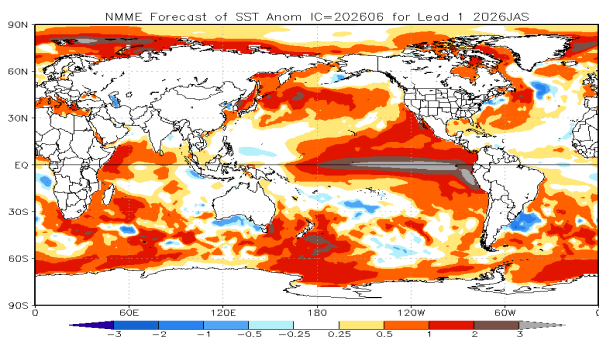 NMME Forecast of SST Anom IC=202606 for Lead 1 2026JAS
90N
60N
30N
EQ
30S
60S
90S
0 60E 120E 180 120W 60W 0
-3 -2 -1 -0.5 -0.25 0.25 0.5 1 2 3